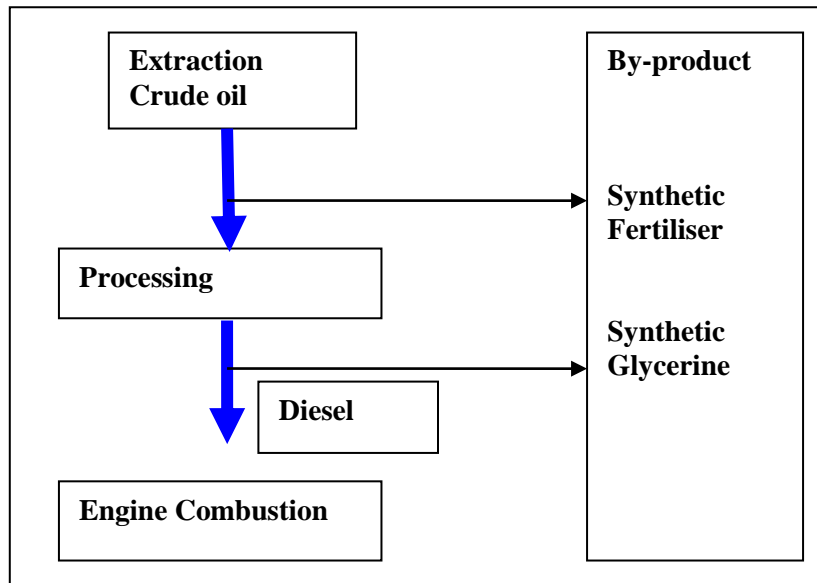 Extraction
Crude oil
By-product
Synthetic
Fertiliser
Processing
Synthetic
Glycerine
Diesel
Engine Combustion